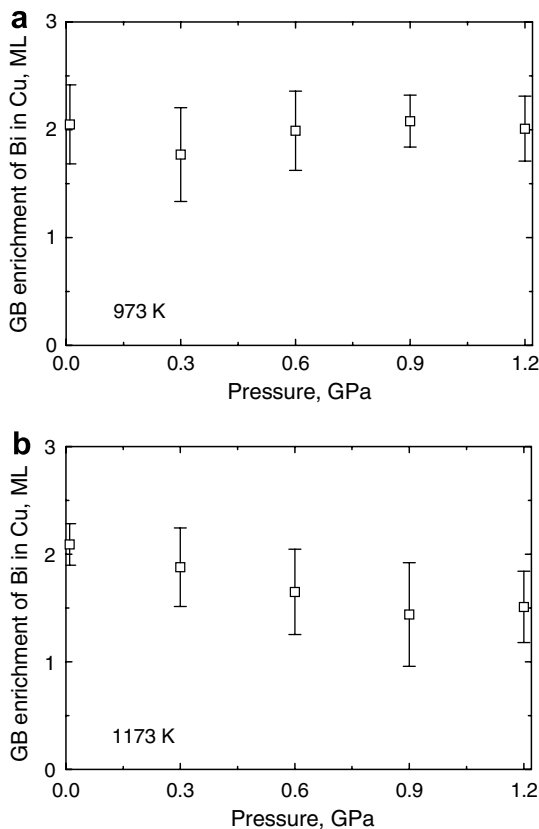 a
GB enrichment of Bi in Cu, ML
3
2
1
0
973 K
0.0 0.3 0.6 0.9 1.2
Pressure, GPa
b
GB enrichment of Bi in Cu, ML
3
2
1
0
1173 K
0.0 0.3 0.6 0.9 1.2
Pressure, GPa